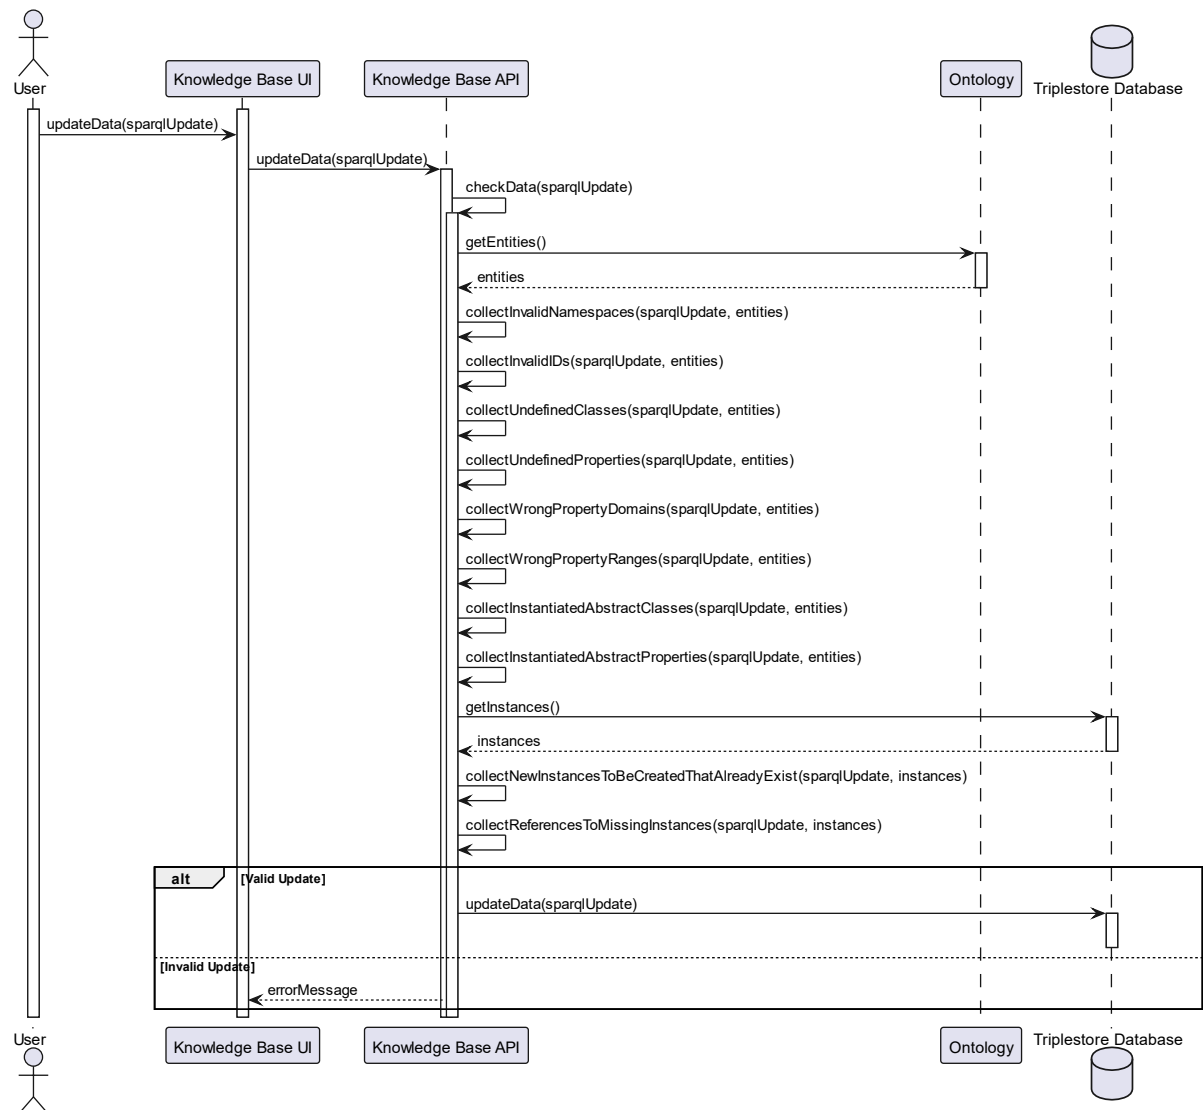 User
Knowledge Base UI
Knowledge Base API
Ontology
Triplestore Database
updateData(sparqlUpdate)
updateData(sparqlUpdate)
checkData(sparqlUpdate)
getEntities()
entities
collectInvalidNamespaces(sparqlUpdate, entities)
collectInvalidIDs(sparqlUpdate, entities)
collectUndefinedClasses(sparqlUpdate, entities)
collectUndefinedProperties(sparqlUpdate, entities)
collectWrongPropertyDomains(sparqlUpdate, entities)
collectWrongPropertyRanges(sparqlUpdate, entities)
collectInstantiatedAbstractClasses(sparqlUpdate, entities)
collectInstantiatedAbstractProperties(sparqlUpdate, entities)
getInstances()
instances
collectNewInstancesToBeCreatedThatAlreadyExist(sparqlUpdate, instances)
collectReferencesToMissingInstances(sparqlUpdate, instances)
alt
[Valid Update]
updateData(sparqlUpdate)
[Invalid Update]
errorMessage
User
Knowledge Base UI
Knowledge Base API
Ontology
Triplestore Database